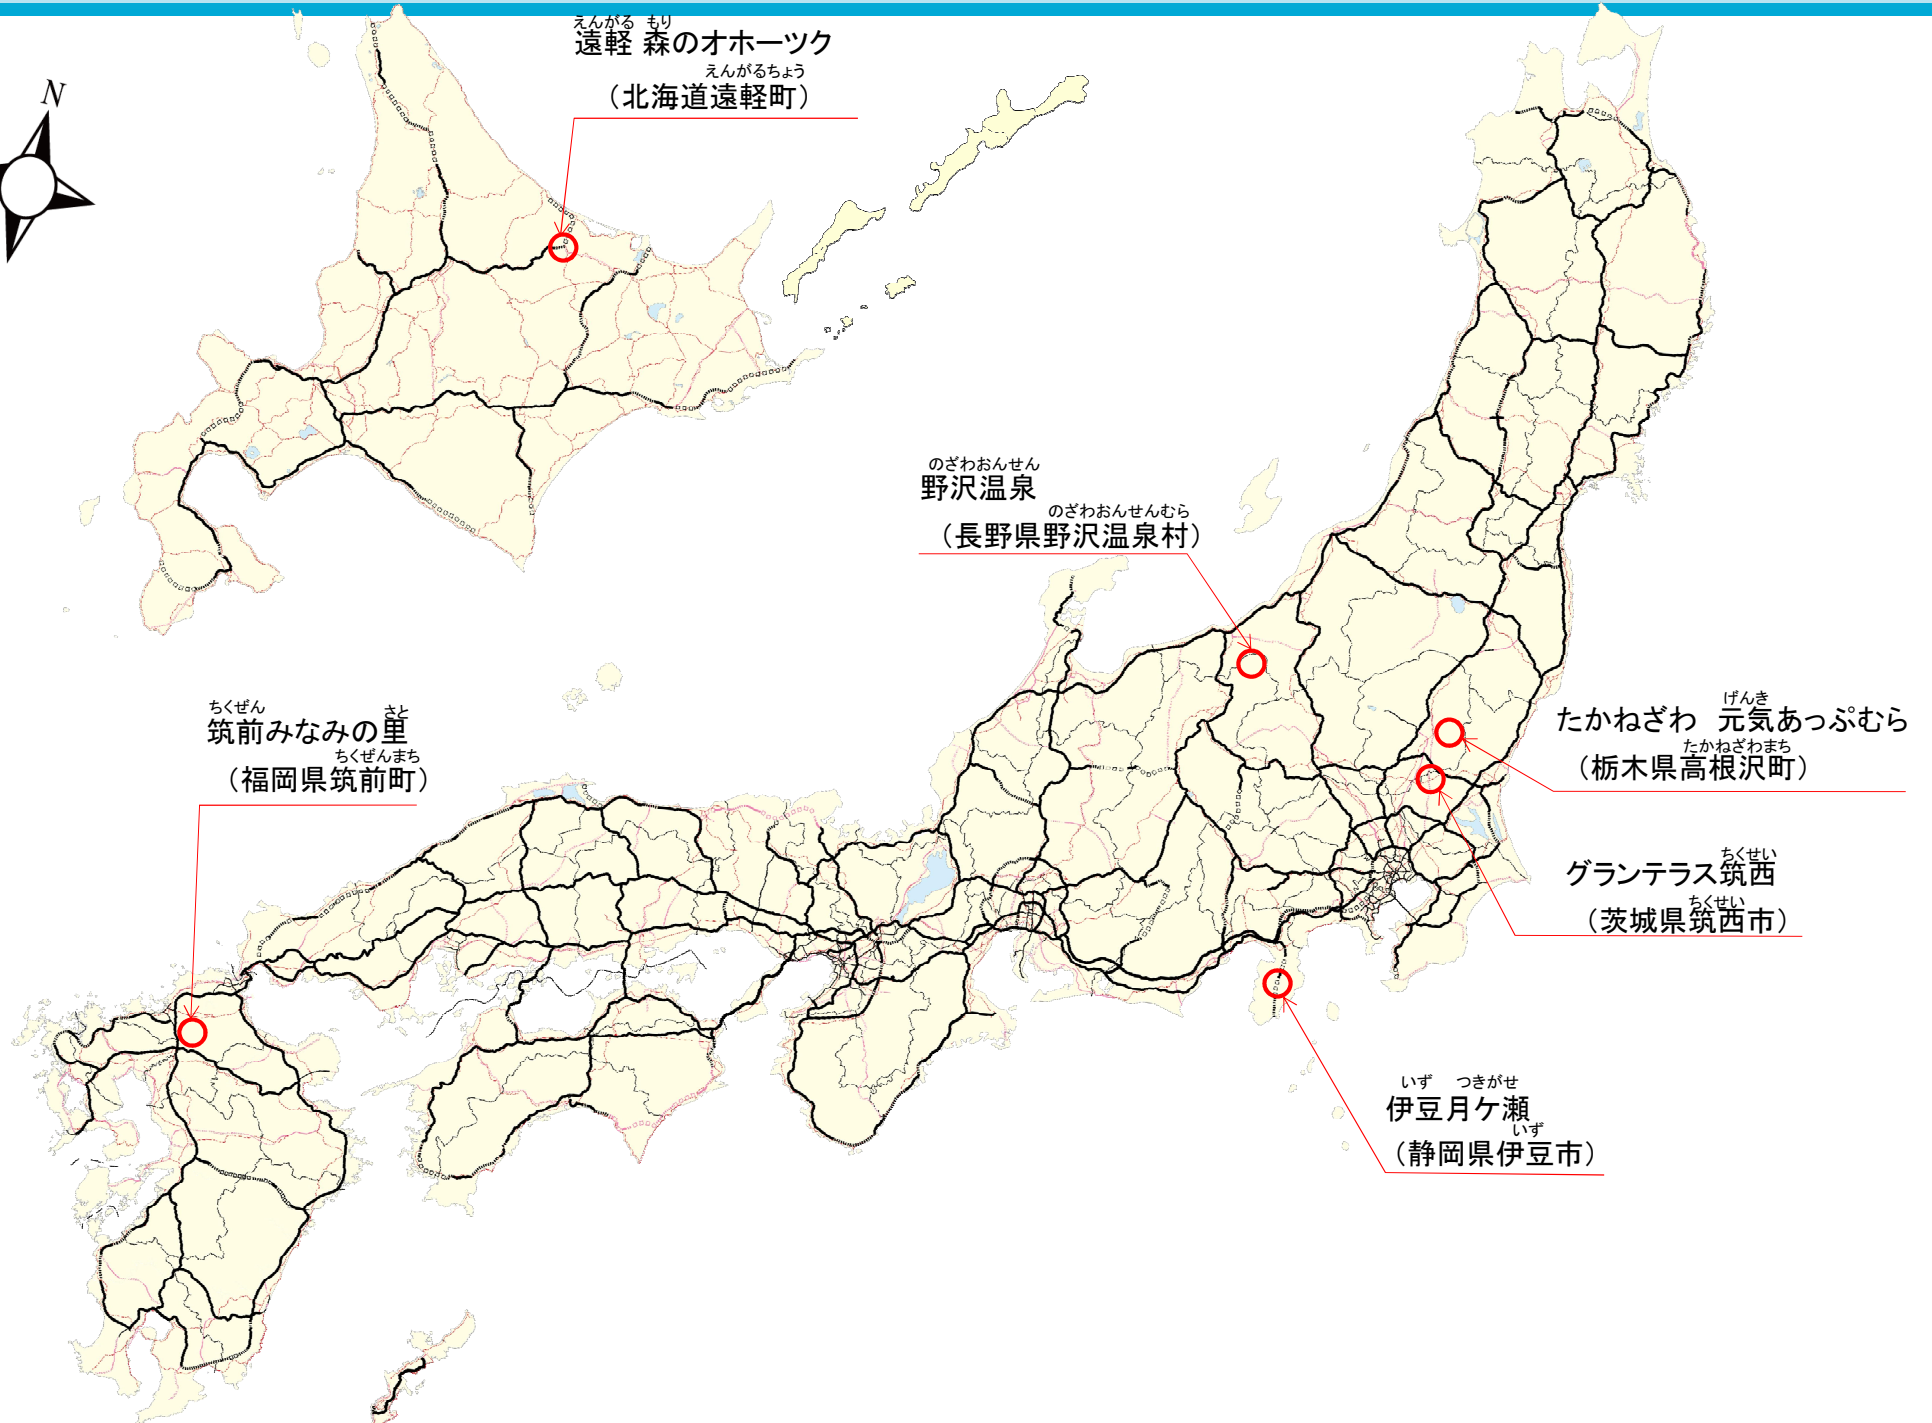 N
えんがる もり
遠軽 森のオホーツク
えんがるちょう
（北海道遠軽町）
のざわおんせん
野沢温泉
のざわおんせんむら
（長野県野沢温泉村）
ちくぜん さと
筑前みなみの里
ちくぜんまち
（福岡県筑前町）
げんき
たかねざわ 元気あっぷむら
たかねざわまち
（栃木県高根沢町）
ちくせい
グランテラス筑西
ちくせい
（茨城県筑西市）
いず つきがせ
伊豆月ケ瀬
いず
（静岡県伊豆市）